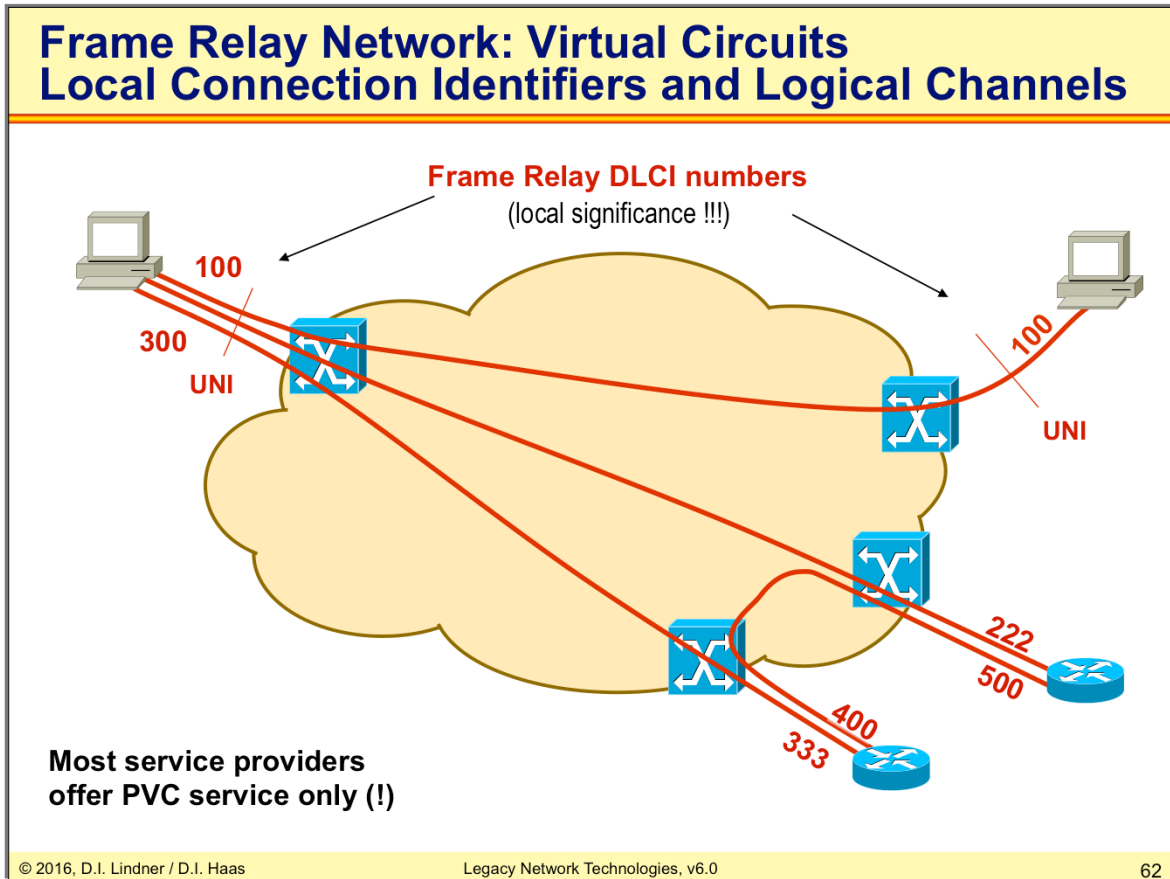 Frame Relay Network: Virtual Circuits
Local Connection Identifiers and Logical Channels
Frame Relay DLCI numbers
(local significance !!!)
100
300
UNI
100
UNI
222
500
400
333
Most service providers
offer PVC service only (!)
© 2016, D.I. Lindner / D.I. Haas
Legacy Network Technologies, v6.0
62